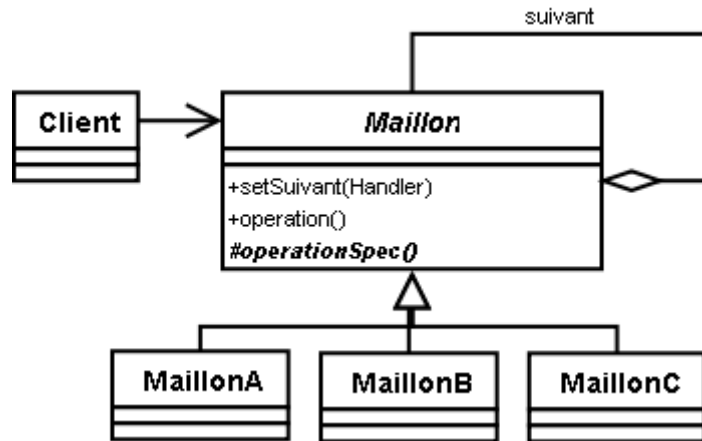 suivant
Client
Maillon
+setSuivant(Handler)
+operation()
#operationSpec()
MaillonA
MaillonB
MaillonC